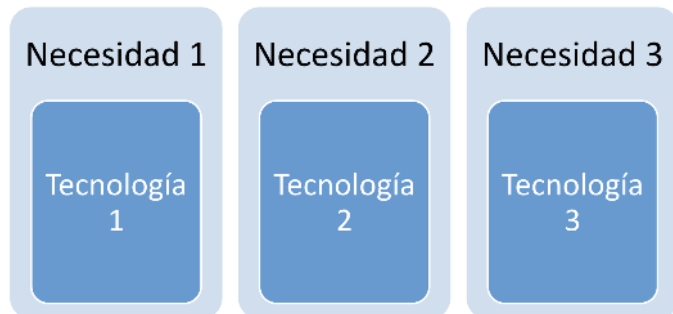 Necesidad 1
Necesidad 2
Necesidad 3
Tecnología
1
Tecnología
2
Tecnología
3